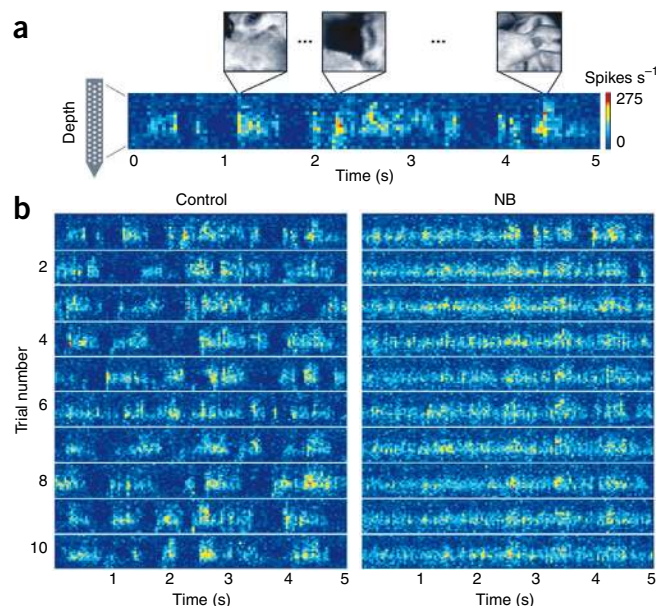 a
... ...
Spikes s⁻¹
275
0
Depth
0 1 2 3 4 5
Time (s)
b
Control NB
Trial number
2
4
6
8
10
1 2 3 4 5 1 2 3 4 5
Time (s) Time (s)